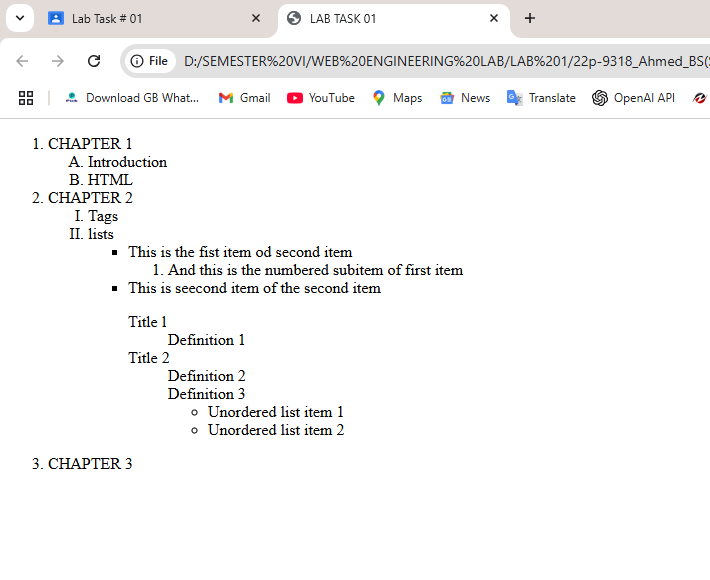 Lab Task # 01
LAB TASK 01
File
D:/SEMESTER%20VI/WEB%20ENGINEERING%20LAB/LAB%201/22p-9318_Ahmed_BS(
Download GB What... Gmail YouTube Maps News Translate OpenAI API
1. CHAPTER 1
A. Introduction
B. HTML
2. CHAPTER 2
I. Tags
II. lists
This is the fist item od second item
1. And this is the numbered subitem of first item
This is seecond item of the second item
Title 1
Definition 1
Title 2
Definition 2
Definition 3
Unordered list item 1
Unordered list item 2
3. CHAPTER 3